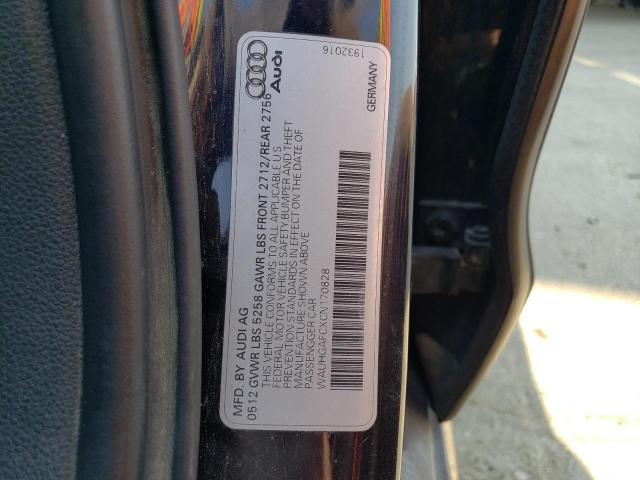 MFD. BY AUDI AG
0512 GVWR LBS 5258 GAWR LBS FRONT 2712/REAR 2756
THIS VEHICLE CONFORMS TO ALL APPLICABLE U.S
FEDERAL MOTOR VEHICLE SAFETY BUMPER AND THEFT
PREVENTION STANDARDS IN EFFECT ON THE DATE OF
MANUFACTURE SHOWN ABOVE
PASSENGER CAR
WAUHGAFCXCN170828
Audi
1932016
GERMANY